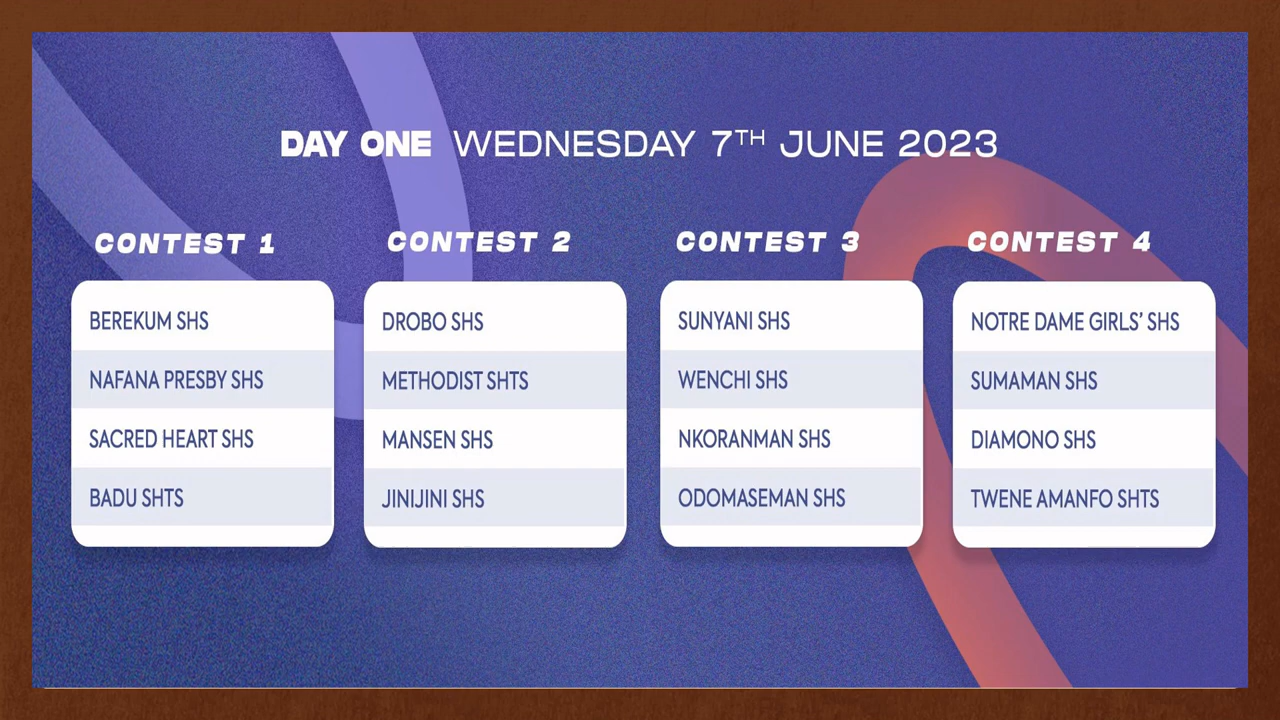 DAY ONE WEDNESDAY 7TH JUNE 2023
CONTEST 1
BEREKUM SHS
NAFANA PRESBY SHS
SACRED HEART SHS
BADU SHTS
CONTEST 2
DROBO SHS
METHODIST SHTS
MANSEN SHS
JINIJINI SHS
CONTEST 3
SUNYANI SHS
WENCHI SHS
NKORANMAN SHS
ODOMASEMAN SHS
CONTEST 4
NOTRE DAME GIRLS' SHS
SUMAMAN SHS
DIAMONO SHS
TWENE AMANFO SHTS